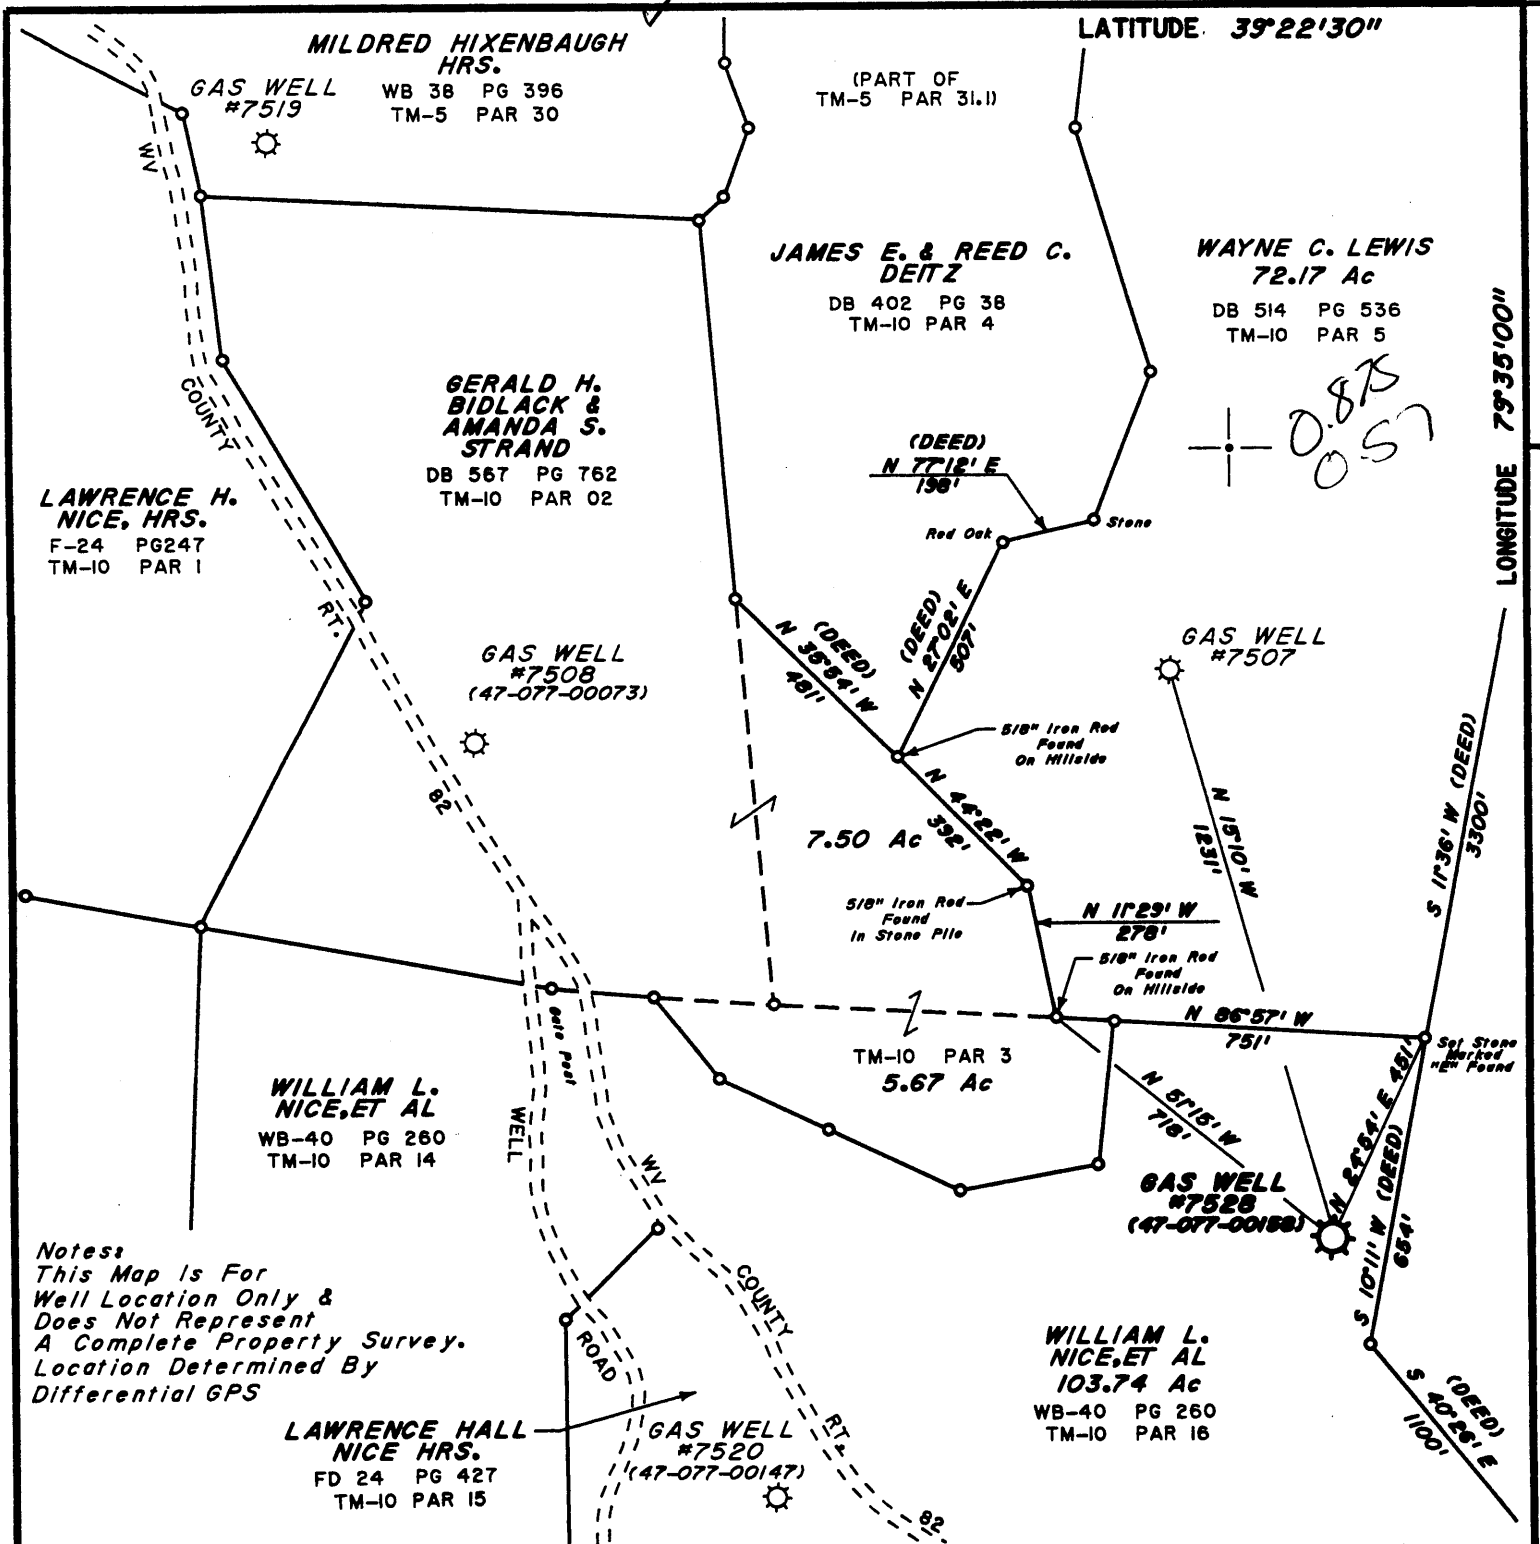 LATITUDE 39°22'30"
MILDRED HIXENBAUGH
HRS.
WB 38 PG 396
TM-5 PAR 30
GAS WELL
#7519
(PART OF
TM-5 PAR 31.1)
WV
JAMES E. & REED C.
DEITZ
DB 402 PG 38
TM-10 PAR 4
WAYNE C. LEWIS
72.17 Ac
DB 514 PG 536
TM-10 PAR 5
LONGITUDE 79°35'00"
0.875
0.57
COUNTY
GERALD H.
BIDLACK &
AMANDA S.
STRAND
DB 567 PG 762
TM-10 PAR 02
(DEED)
N 77°12' E
198'
Red Oak
Stone
LAWRENCE H.
NICE, HRS.
F-24 PG247
TM-10 PAR 1
RT.
(DEED)
N 27°02' E
507'
(DEED)
N 35°54' W
481'
GAS WELL
#7508
(47-077-00073)
GAS WELL
#7507
5/8" Iron Rod
Found
On Hillside
82
N 44°22' W
392'
7.50 Ac
N 15°10' W
1231'
S 11°36' W (DEED)
3300'
5/8" Iron Rod
Found
In Stone Pile
N 11°29' W
278'
5/8" Iron Rod
Found
On Hillside
N 86°57' W
751'
Set Stone
Marked
"E" Found
Gate Post
TM-10 PAR 3
5.67 Ac
WILLIAM L.
NICE, ET AL
WB-40 PG 260
TM-10 PAR 14
WELL
WV
N 51°15' W
718'
N 24°54' E 451'
GAS WELL
#7528
(47-077-00158)
S 10°11' W (DEED)
654'
Notes:
This Map Is For
Well Location Only &
Does Not Represent
A Complete Property Survey.
Location Determined By
Differential GPS
COUNTY
ROAD
WILLIAM L.
NICE, ET AL
103.74 Ac
WB-40 PG 260
TM-10 PAR 16
(DEED)
S 40°26' E
1100'
LAWRENCE HALL
NICE HRS.
FD 24 PG 427
TM-10 PAR 15
GAS WELL
#7520
(47-077-00147)
RT.
82